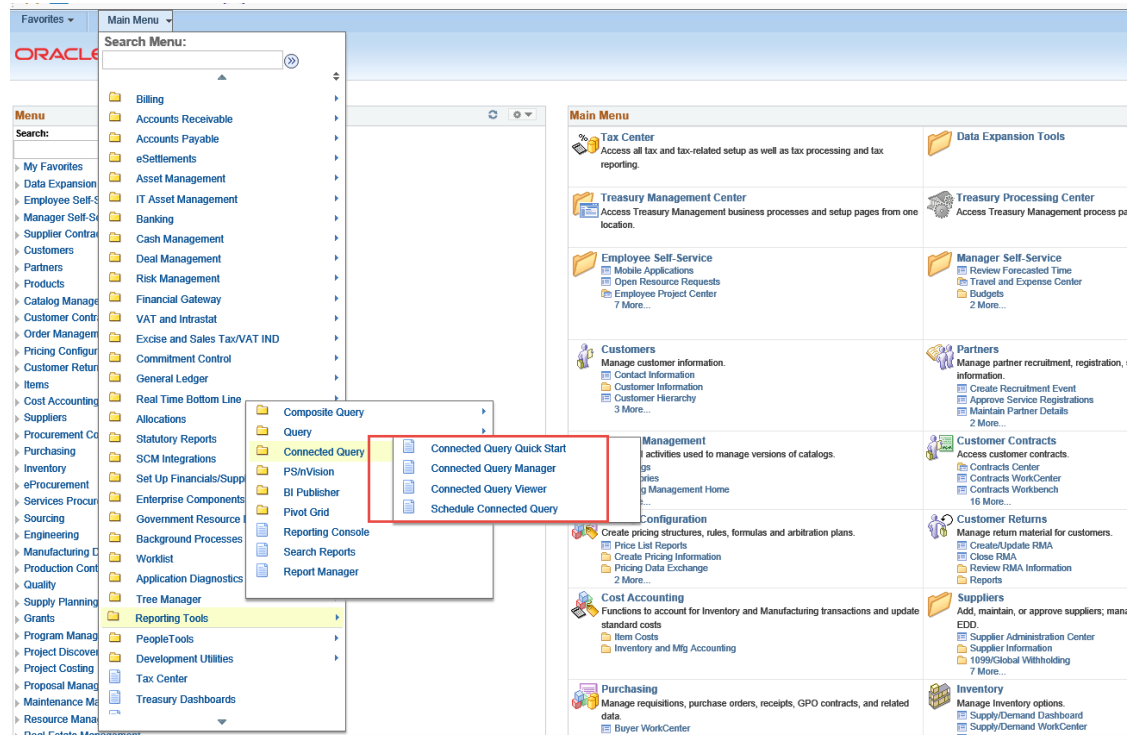 Favorites
Main Menu
ORACLE
Search Menu:
Billing
Accounts Receivable
Accounts Payable
eSettlements
Asset Management
IT Asset Management
Banking
Cash Management
Deal Management
Risk Management
Financial Gateway
VAT and Intrastat
Excise and Sales Tax/VAT IND
Commitment Control
General Ledger
Real Time Bottom Line
Allocations
Statutory Reports
SCM Integrations
Set Up Financials/Suppl
Enterprise Components
Government Resource
Background Processes
Worklist
Application Diagnostics
Tree Manager
Reporting Tools
PeopleTools
Development Utilities
Tax Center
Treasury Dashboards
Composite Query
Query
Connected Query
PS/nVision
BI Publisher
Pivot Grid
Reporting Console
Search Reports
Report Manager
Connected Query Quick Start
Connected Query Manager
Connected Query Viewer
Schedule Connected Query
Menu
Search:
My Favorites
Data Expansion
Employee Self-S
Manager Self-Se
Supplier Contra
Customers
Partners
Products
Catalog Manage
Customer Contr
Order Managem
Pricing Configur
Customer Return
Items
Cost Accounting
Suppliers
Procurement Co
Purchasing
Inventory
eProcurement
Services Procur
Sourcing
Engineering
Manufacturing D
Production Cont
Quality
Supply Planning
Grants
Program Manag
Project Discover
Project Costing
Proposal Manag
Maintenance Ma
Resource Mana
Real Estate Management
Main Menu
Tax Center
Access all tax and tax-related setup as well as tax processing and tax
reporting.
Data Expansion Tools
Treasury Management Center
Access Treasury Management business processes and setup pages from one
location.
Treasury Processing Center
Access Treasury Management process pa
Employee Self-Service
Mobile Applications
Open Resource Requests
Employee Project Center
7 More...
Manager Self-Service
Review Forecasted Time
Travel and Expense Center
Budgets
2 More...
Customers
Manage customer information.
Contact Information
Customer Information
Customer Hierarchy
3 More...
Partners
Manage partner recruitment, registration, s
information.
Create Recruitment Event
Approve Service Registrations
Maintain Partner Details
2 More...
Management
activities used to manage versions of catalogs.
gs
ories
g Management Home
Customer Contracts
Access customer contracts.
Contracts Center
Contracts WorkCenter
Contracts Workbench
16 More...
Configuration
Create pricing structures, rules, formulas and arbitration plans.
Price List Reports
Create Pricing Information
Pricing Data Exchange
2 More...
Customer Returns
Manage return material for customers.
Create/Update RMA
Close RMA
Review RMA Information
Reports
Cost Accounting
Functions to account for Inventory and Manufacturing transactions and update
standard costs
Item Costs
Inventory and Mfg Accounting
Suppliers
Add, maintain, or approve suppliers; mana
EDD.
Supplier Administration Center
Supplier Information
1099/Global Withholding
7 More...
Purchasing
Manage requisitions, purchase orders, receipts, GPO contracts, and related
data.
Buyer WorkCenter
Inventory
Manage Inventory options.
Supply/Demand Dashboard
Supply/Demand WorkCenter